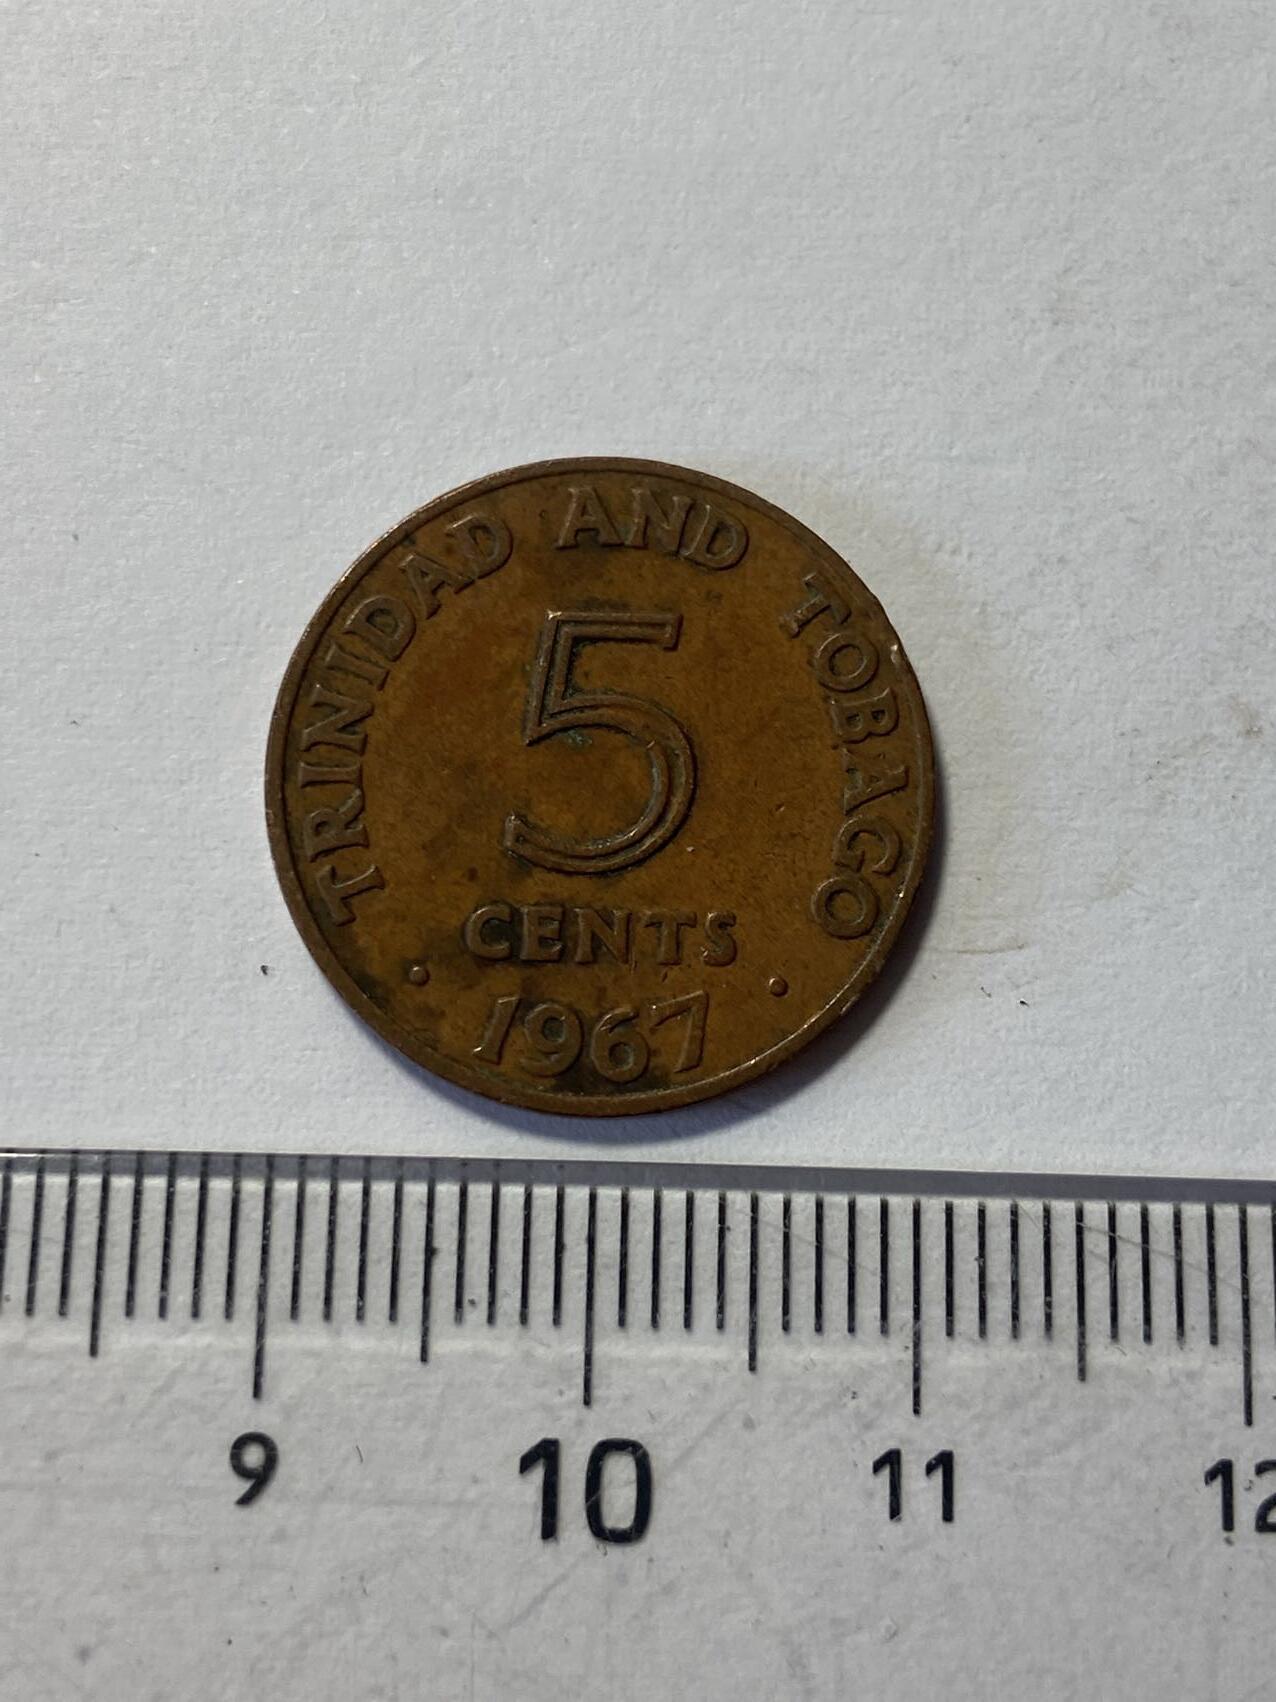 TRINIDAD AND TOBAGO
5
CENTS
• 1967 •
9 10 11 12